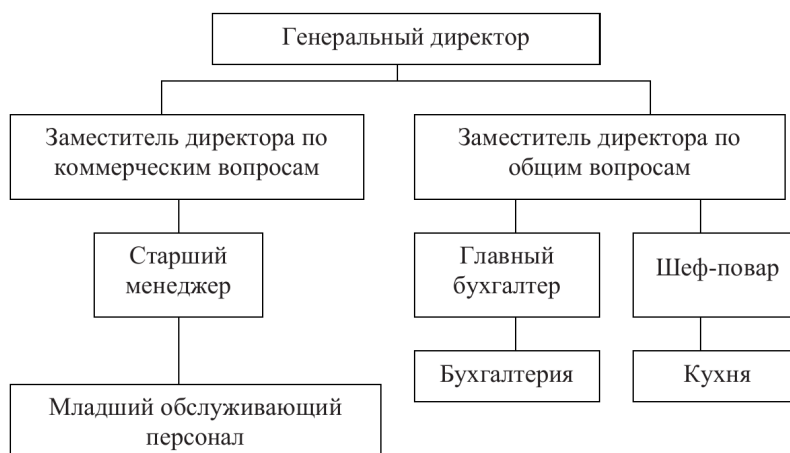 Генеральный директор
Заместитель директора по
коммерческим вопросам
Заместитель директора по
общим вопросам
Старший
менеджер
Главный
бухгалтер
Шеф-повар
Бухгалтерия
Кухня
Младший обслуживающий
персонал